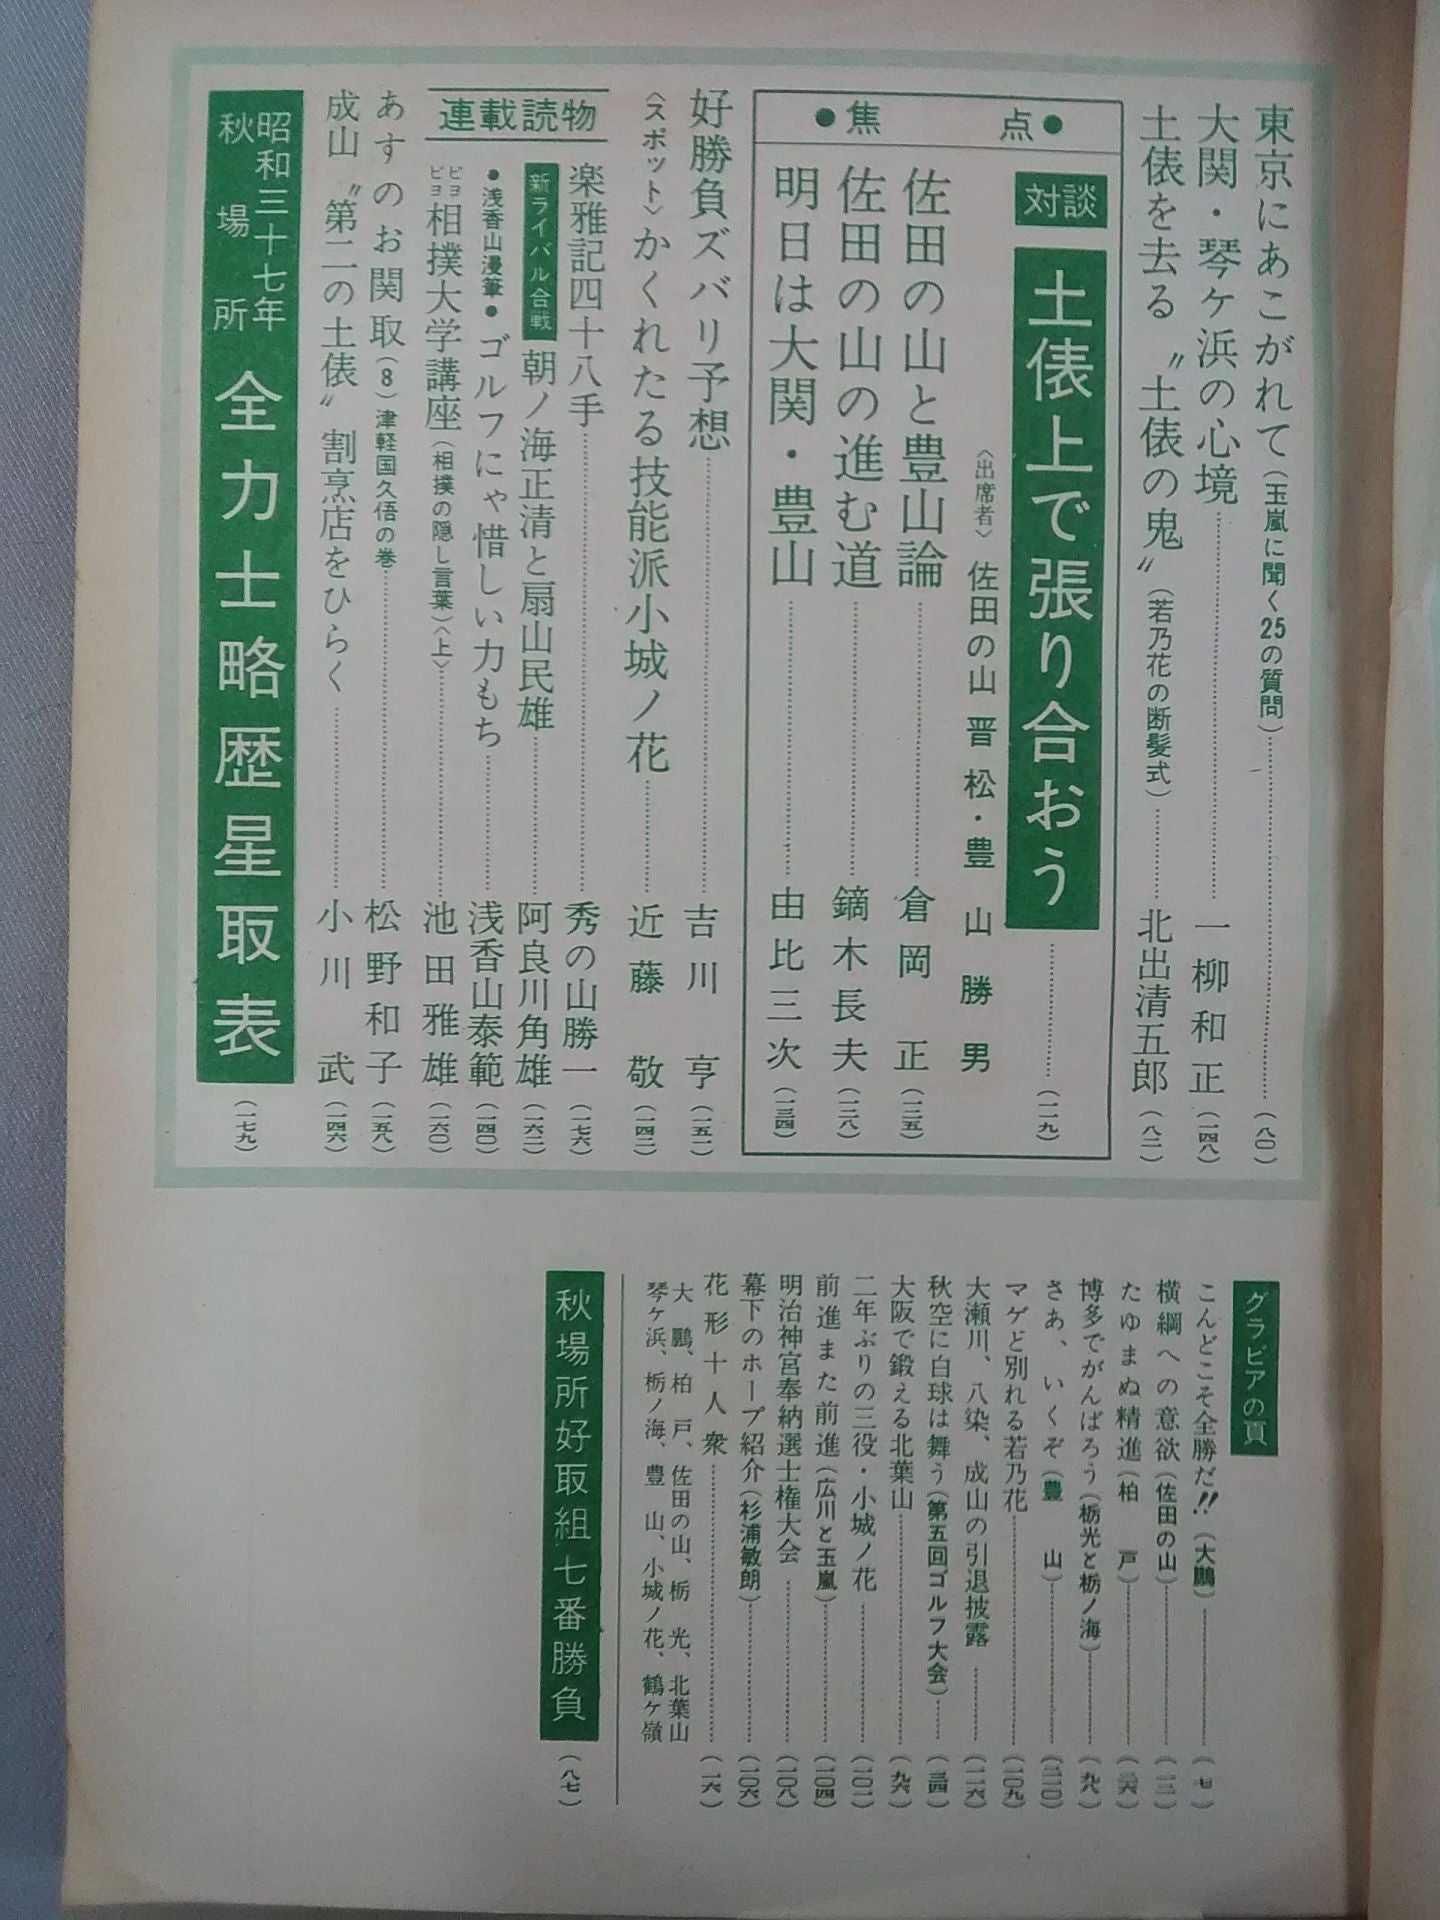 東京にあこがれて(玉嵐に聞く25の質問)…(八〇)
大関・琴ケ浜の心境…一柳和正(一四八)
土俵を去る〝土俵の鬼〟(若乃花の断髪式)…北出清五郎(八二)
●焦点●
対談 土俵上で張り合おう…(一一九)
〈出席者〉佐田の山晋松・豊山勝男
佐田の山と豊山論 倉岡正(一三五)
佐田の山の進む道…鏑木長夫(一三八)
明日は大関・豊山…由比三次(一三四)
好勝負ズバリ予想…吉川亨(一五一)
〈スポット〉かくれたる技能派小城ノ花…近藤敬(一四二)
連載読物
楽雅記四十八手…秀の山勝一(一七六)
新ライバル合戦 朝ノ海正清と扇山民雄…阿良川角雄(一六二)
●浅香山漫筆●ゴルフにゃ惜しい力もち…浅香山泰範(一四〇)
ピヨピヨ相撲大学講座(相撲の隠し言葉)〈上〉…池田雅雄(一六〇)
あすのお関取(8)津軽国久悟の巻…松野和子(一五八)
成山〝第二の土俵〟割烹店をひらく…小川武(一四六)
昭和三十七年秋場所 全力士略歴星取表(一七九)
グラビアの頁
こんどこそ全勝だ!!(大鵬)…(七)
横綱への意欲(佐田の山)…(一三)
たゆまぬ精進(柏戸)…
博多でがんばろう(栃光と栃ノ海)…(九八)
さあ、いくぞ(豊山)…
マゲど別れる若乃花…(一〇九)
大瀬川、八染、成山の引退披露…(一一六)
秋空に白球は舞う(第五回ゴルフ大会)…
大阪で鍛える北葉山…(九六)
二年ぶりの三役・小城ノ花…(一〇二)
前進また前進(広川と玉嵐)…(一〇四)
明治神宮奉納選士権大会…(一〇八)
幕下のホープ紹介(杉浦敏朗)…(一〇六)
花形十人衆…(一六)
大鵬、柏戸、佐田の山、栃光、北葉山
琴ケ浜、栃ノ海、豊山、小城ノ花、鶴ケ嶺
秋場所好取組七番勝負(八七)